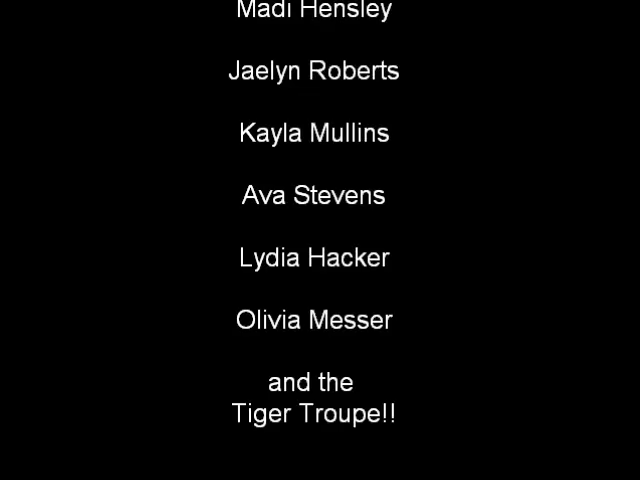 Madi Hensley
Jaelyn Roberts
Kayla Mullins
Ava Stevens
Lydia Hacker
Olivia Messer
and the
Tiger Troupe!!